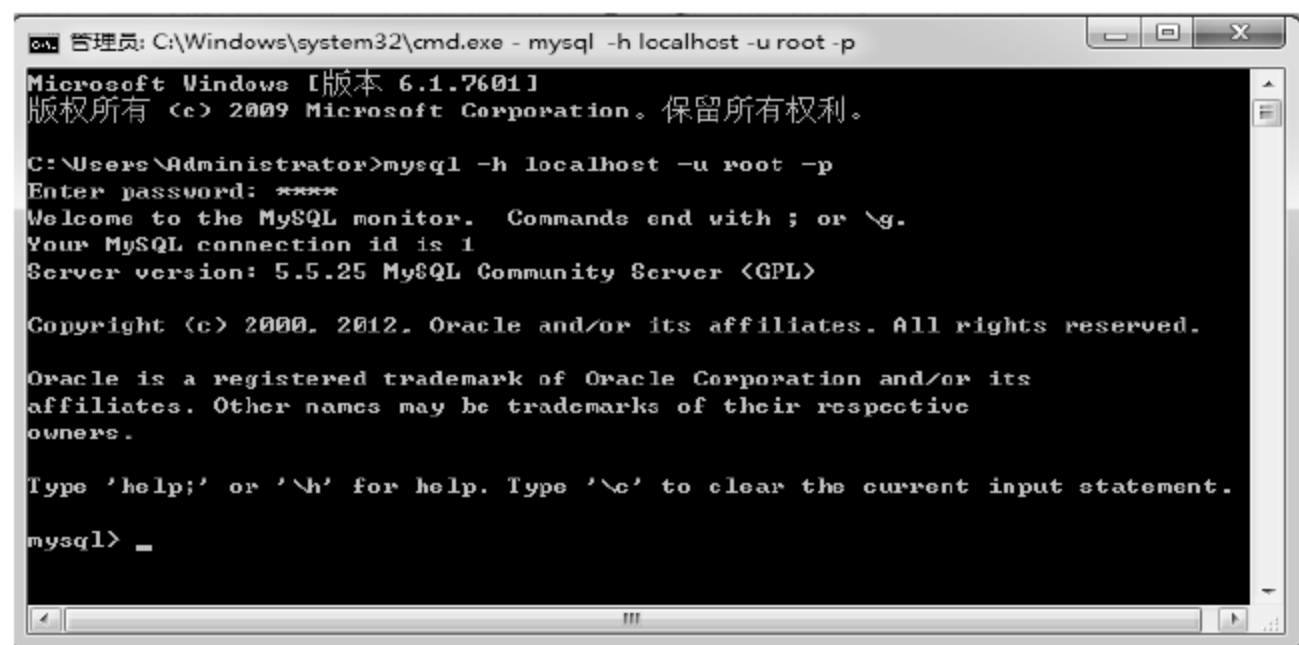 管理员: C:\Windows\system32\cmd.exe - mysql -h localhost -u root -p
Microsoft Windows [版本 6.1.7601]
版权所有 (c) 2009 Microsoft Corporation。保留所有权利。
C:\Users\Administrator>mysql -h localhost -u root -p
Enter password: ****
Welcome to the MySQL monitor.  Commands end with ; or \g.
Your MySQL connection id is 1
Server version: 5.5.25 MySQL Community Server (GPL)
Copyright (c) 2000, 2012, Oracle and/or its affiliates. All rights reserved.
Oracle is a registered trademark of Oracle Corporation and/or its
affiliates. Other names may be trademarks of their respective
owners.
Type 'help;' or '\h' for help. Type '\c' to clear the current input statement.
mysql> _